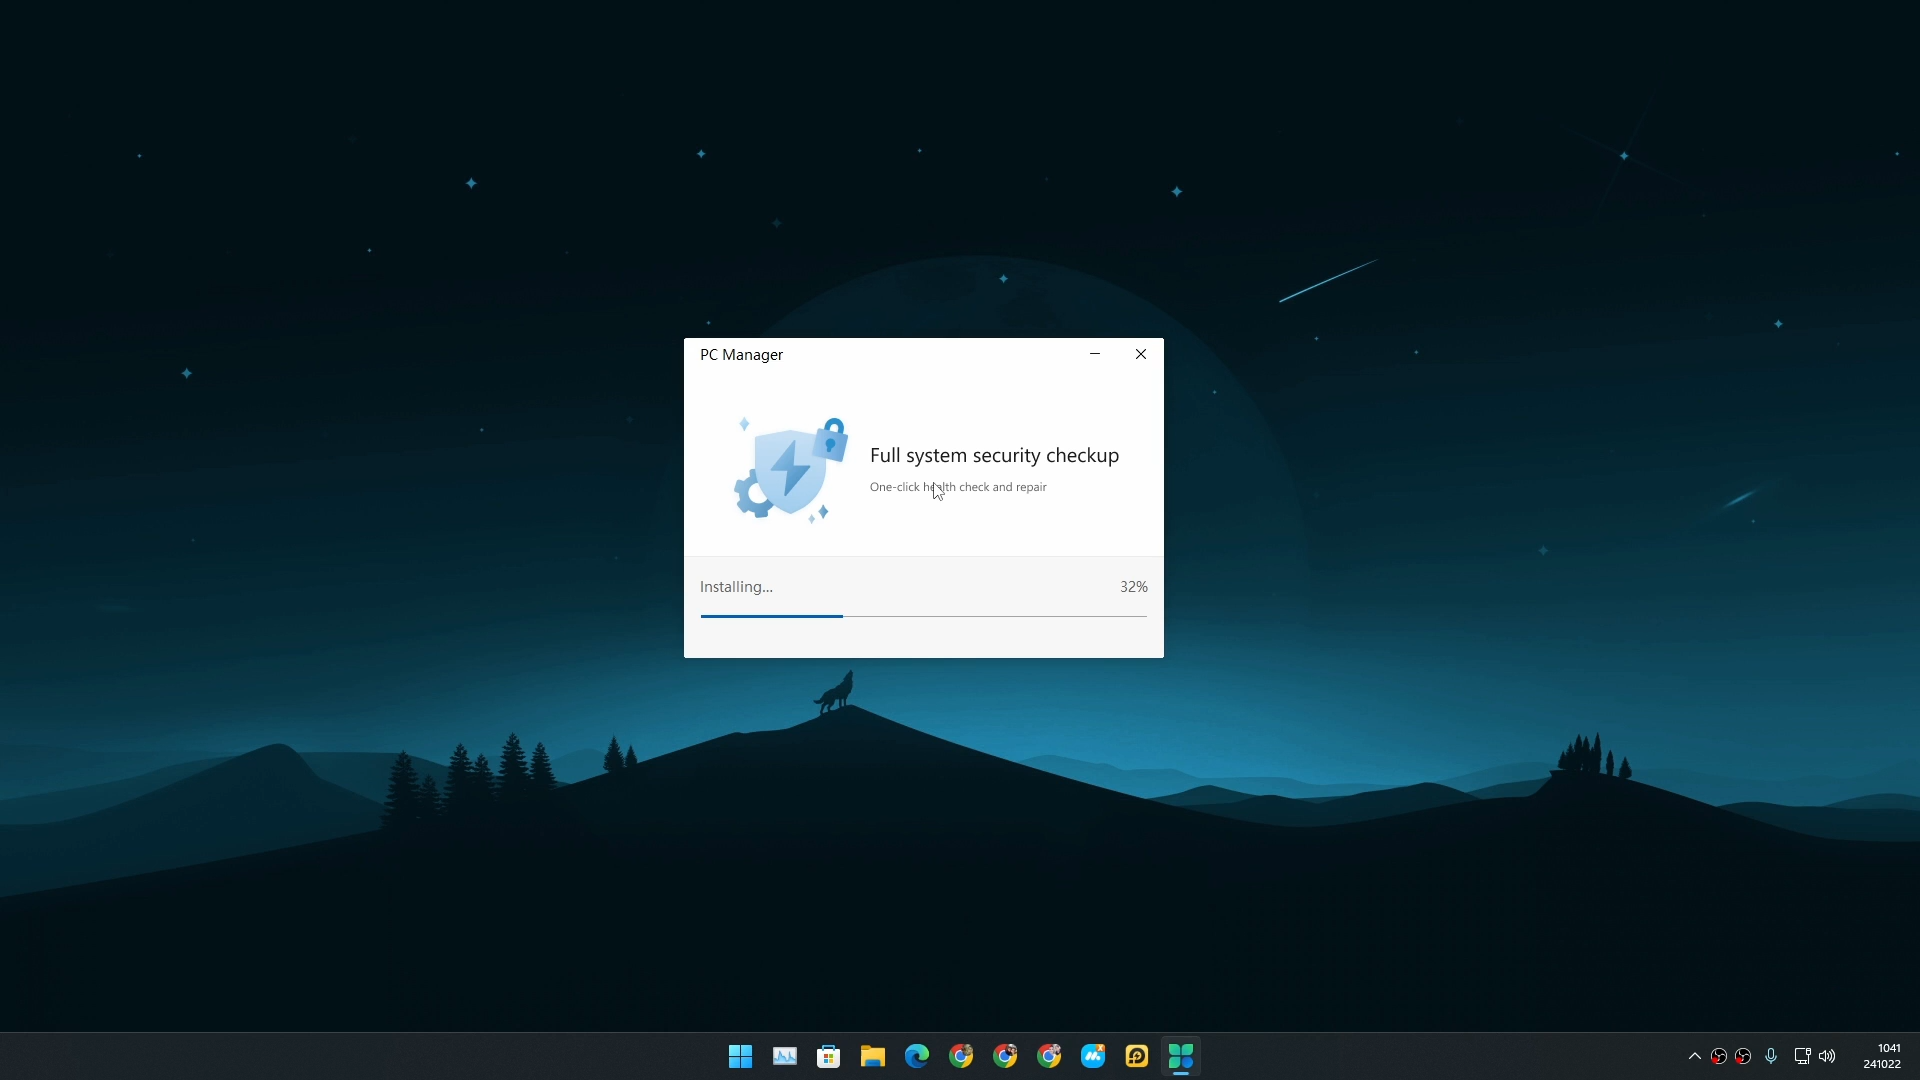 PC Manager
Full system security checkup
One-click health check and repair
Installing... 32%
1041
241022